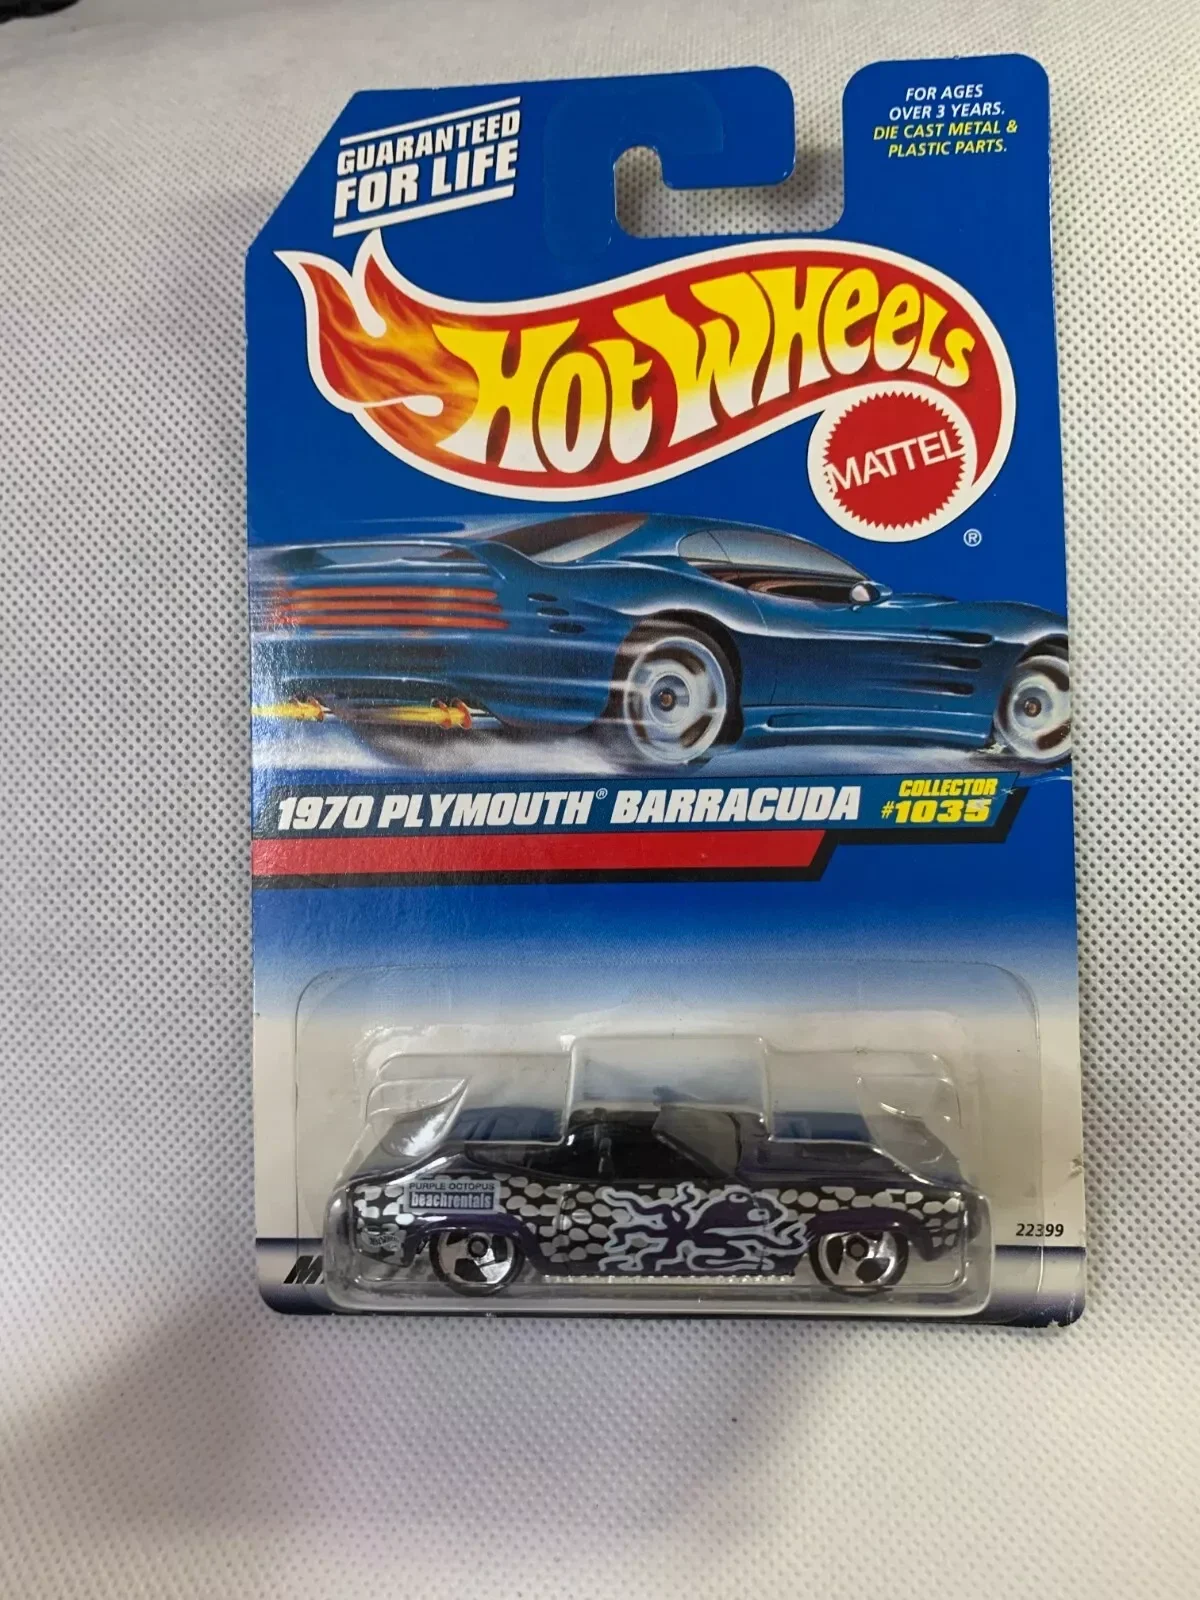 GUARANTEED
FOR LIFE
FOR AGES
OVER 3 YEARS.
DIE CAST METAL &
PLASTIC PARTS.
HOT WHEELS
MATTEL
®
1970 PLYMOUTH® BARRACUDA
COLLECTOR
#1035
PURPLE OCTOPUS
beachrentals
22399